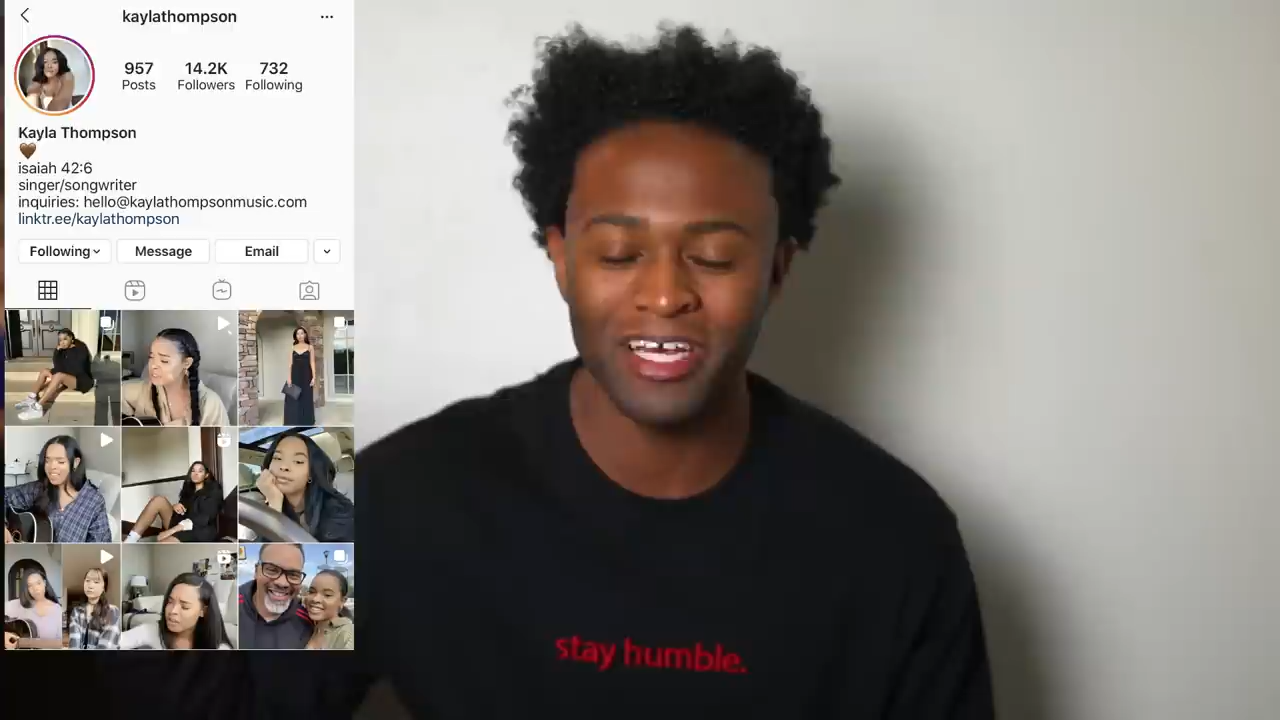 kaylathompson
957 14.2K 732
Posts Followers Following
Kayla Thompson
isaiah 42:6
singer/songwriter
inquiries: hello@kaylathompsonmusic.com
linktr.ee/kaylathompson
Following Message Email
stay humble.